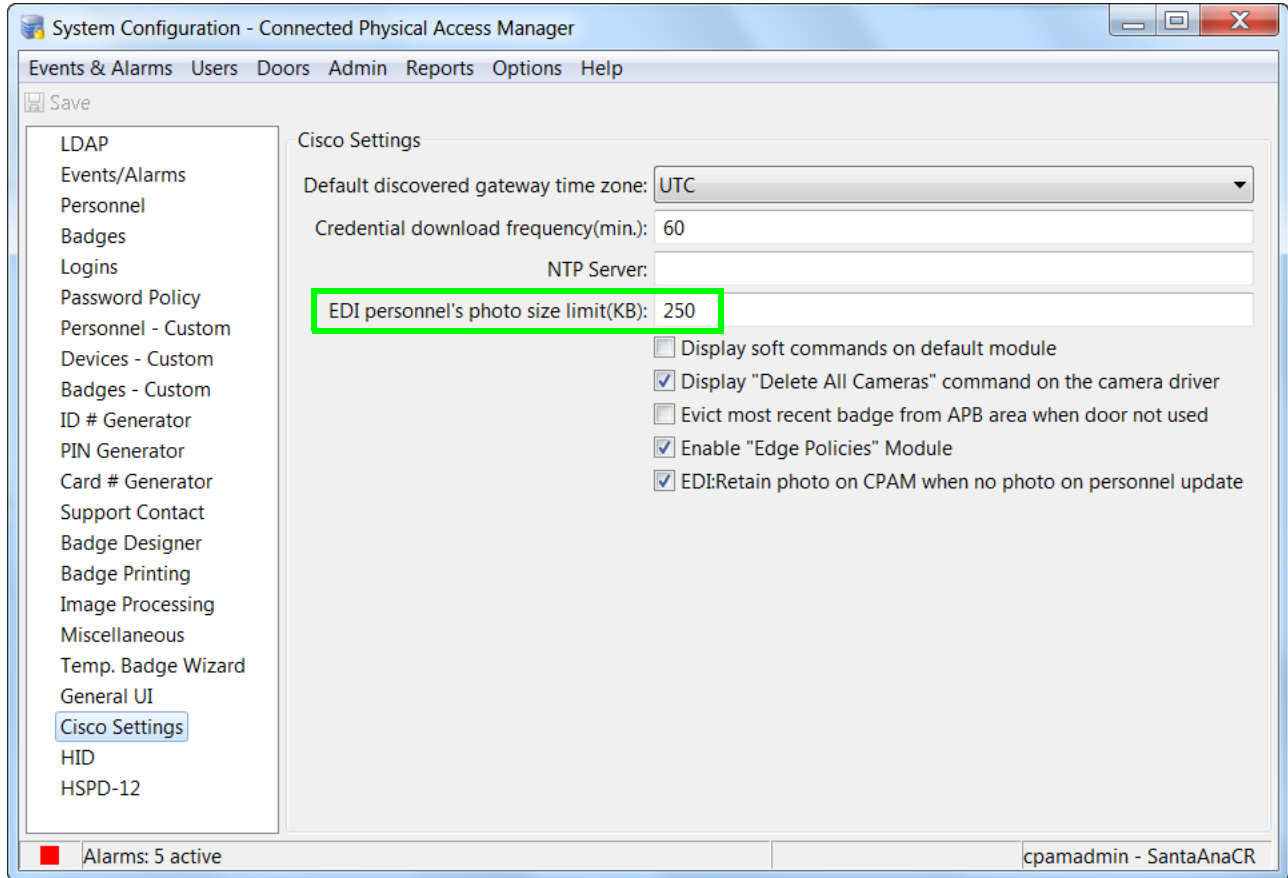 System Configuration - Connected Physical Access Manager
Events & Alarms Users Doors Admin Reports Options Help
Save
LDAP
Events/Alarms
Personnel
Badges
Logins
Password Policy
Personnel - Custom
Devices - Custom
Badges - Custom
ID # Generator
PIN Generator
Card # Generator
Support Contact
Badge Designer
Badge Printing
Image Processing
Miscellaneous
Temp. Badge Wizard
General UI
Cisco Settings
HID
HSPD-12
Cisco Settings
Default discovered gateway time zone: UTC
Credential download frequency(min.): 60
NTP Server:
EDI personnel's photo size limit(KB): 250
Display soft commands on default module
Display "Delete All Cameras" command on the camera driver
Evict most recent badge from APB area when door not used
Enable "Edge Policies" Module
EDI:Retain photo on CPAM when no photo on personnel update
Alarms: 5 active
cpamadmin - SantaAnaCR